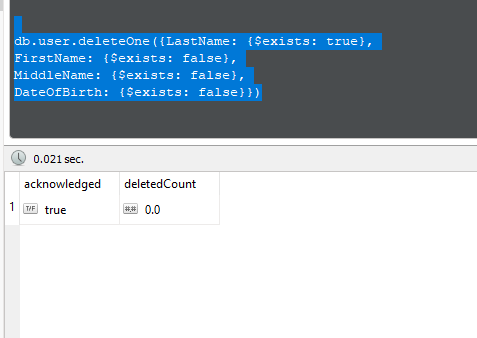 db.user.deleteOne({LastName: {$exists: true},
FirstName: {$exists: false},
MiddleName: {$exists: false},
DateOfBirth: {$exists: false}})
0.021 sec.
acknowledged deletedCount
1 T/F true #.# 0.0